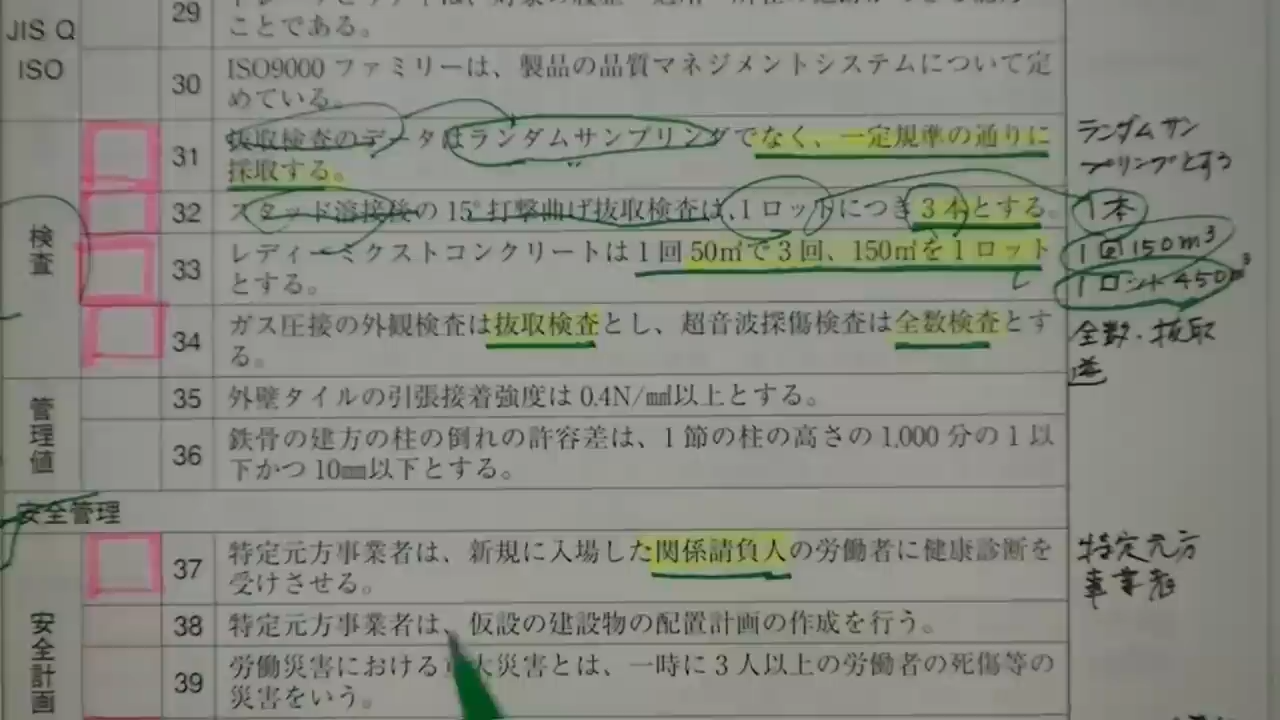 JIS Q
ISO
29
ことである。
30
ISO9000 ファミリーは、製品の品質マネジメントシステムについて定
めている。
検査
31
抜取検査のデータはランダムサンプリングでなく、一定規準の通りに
採取する。
ランダムサン
プリングとする
32
スタッド溶接後の 15°打撃曲げ抜取検査は、1 ロットにつき 3 本とする。
1本
33
レディーミクストコンクリートは 1 回 50㎥で 3 回、150㎥を 1 ロット
とする。
1回150m³
1ロット450m³
34
ガス圧接の外観検査は抜取検査とし、超音波探傷検査は全数検査とす
る。
全数・抜取
逆
管理値
35
外壁タイルの引張接着強度は 0.4N/㎟以上とする。
36
鉄骨の建方の柱の倒れの許容差は、1 節の柱の高さの 1,000 分の 1 以
下かつ 10㎜以下とする。
安全管理
安全計画
37
特定元方事業者は、新規に入場した関係請負人の労働者に健康診断を
受けさせる。
特定元方
事業者
38
特定元方事業者は、仮設の建設物の配置計画の作成を行う。
39
労働災害における重大災害とは、一時に 3 人以上の労働者の死傷等の
災害をいう。